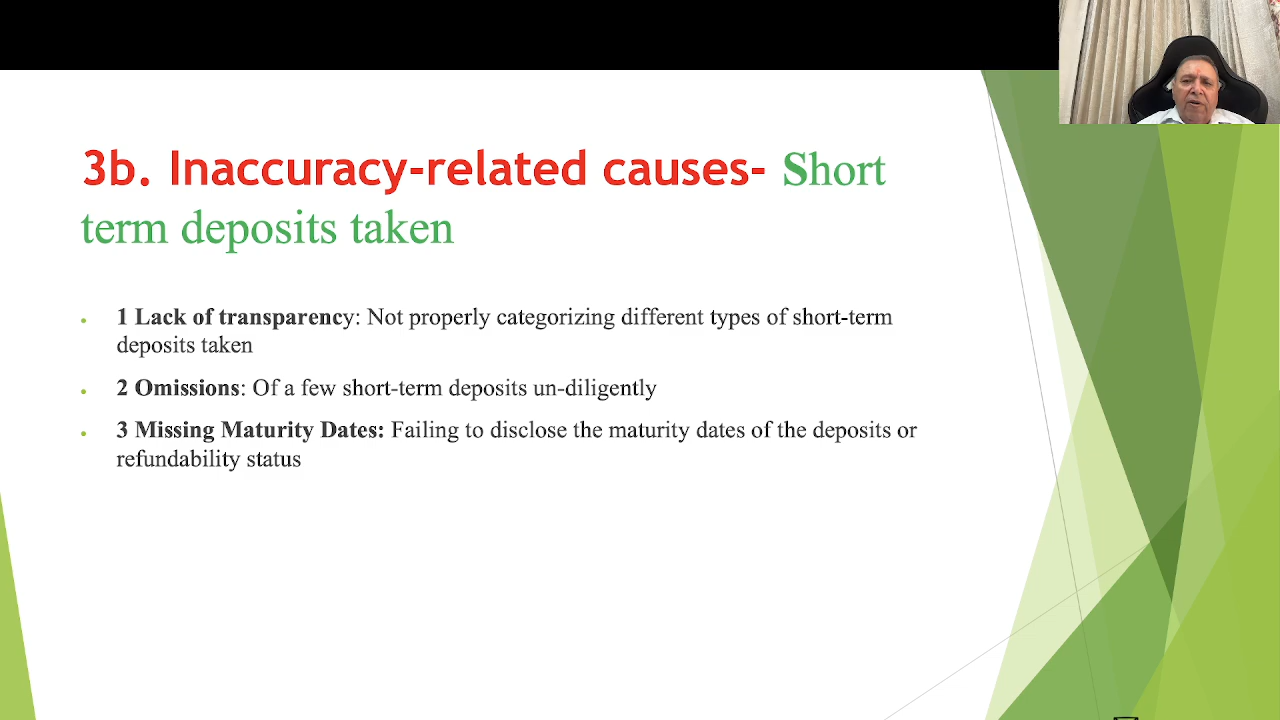 3b. Inaccuracy-related causes- Short
term deposits taken
1 Lack of transparency: Not properly categorizing different types of short-term
deposits taken
2 Omissions: Of a few short-term deposits un-diligently
3 Missing Maturity Dates: Failing to disclose the maturity dates of the deposits or
refundability status